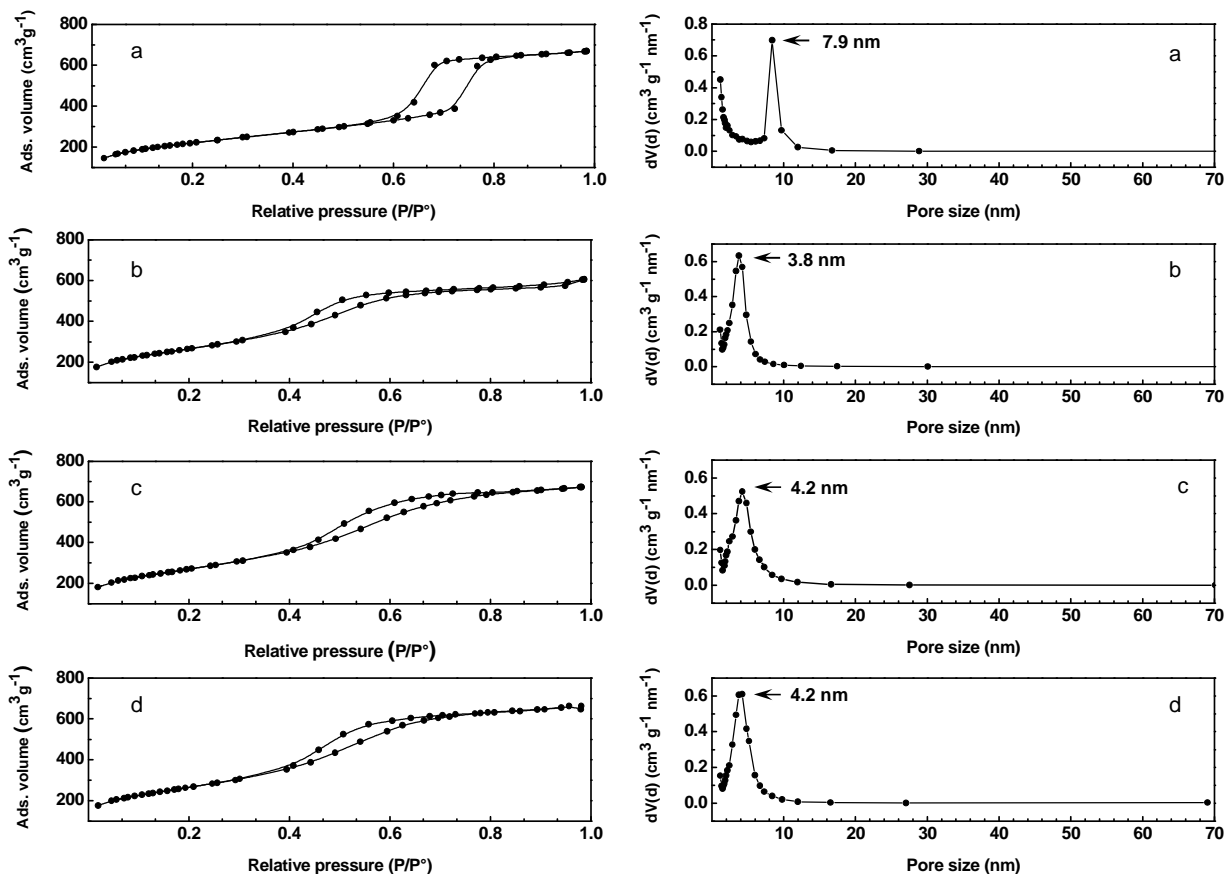 Ads. volume (cm³g⁻¹)
800
600
400
200
a
0.2
0.4
0.6
0.8
1.0
Relative pressure (P/P°)
dV(d) (cm³ g⁻¹ nm⁻¹)
0.8
0.6
0.4
0.2
0.0
7.9 nm
a
10
20
30
40
50
60
70
Pore size (nm)
Ads. volume (cm³g⁻¹)
800
600
400
200
b
0.2
0.4
0.6
0.8
1.0
Relative pressure (P/P°)
dV(d) (cm³ g⁻¹ nm⁻¹)
0.6
0.4
0.2
0.0
3.8 nm
b
10
20
30
40
50
60
70
Pore size (nm)
Ads. volume (cm³g⁻¹)
800
600
400
200
c
0.2
0.4
0.6
0.8
1.0
Relative pressure (P/P°)
dV(d) (cm³ g⁻¹ nm⁻¹)
0.6
0.4
0.2
0.0
4.2 nm
c
10
20
30
40
50
60
70
Pore size (nm)
Ads. volume (cm³g⁻¹)
800
600
400
200
d
0.2
0.4
0.6
0.8
1.0
Relative pressure (P/P°)
dV(d) (cm³ g⁻¹ nm⁻¹)
0.6
0.4
0.2
0.0
4.2 nm
d
10
20
30
40
50
60
70
Pore size (nm)